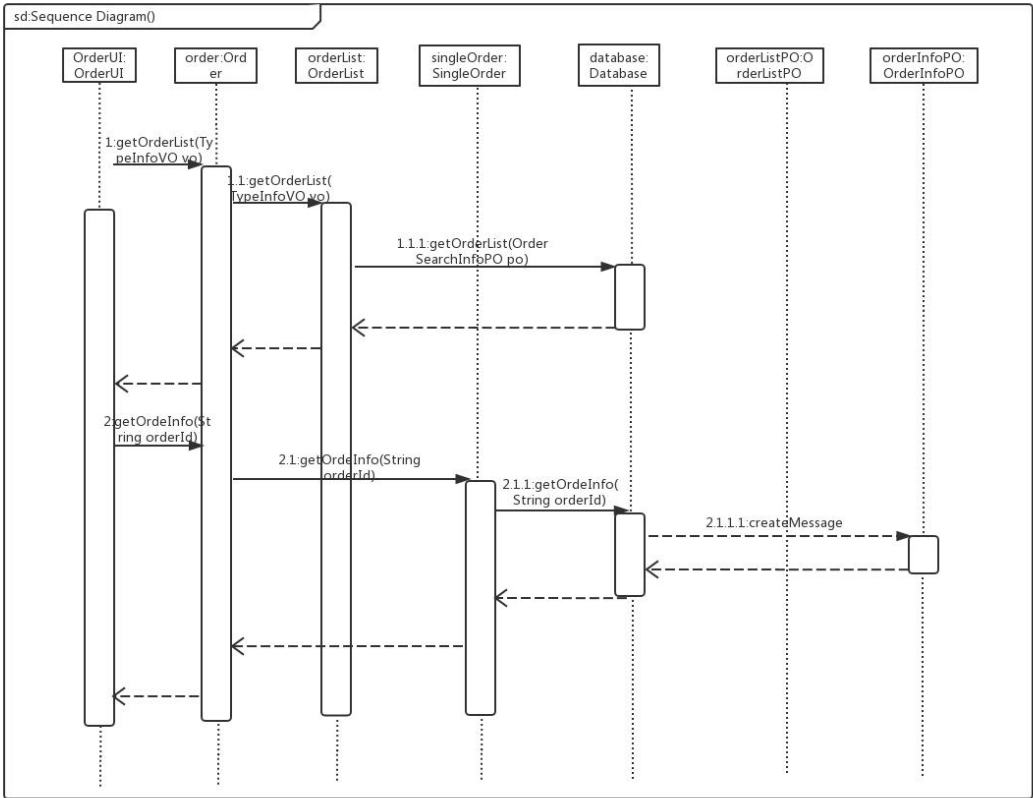 sd:Sequence Diagram()
OrderUI:
OrderUI
order:Ord
er
orderList:
OrderList
singleOrder:
SingleOrder
database:
Database
orderListPO:O
rderListPO
orderInfoPO:
OrderInfoPO
1:getOrderList(Ty
peInfoVO vo)
1.1:getOrderList(
TypeInfoVO vo)
1.1.1:getOrderList(Order
SearchInfoPO po)
2:getOrdeInfo(St
ring orderId)
2.1:getOrdeInfo(String
orderId)
2.1.1:getOrdeInfo(
String orderId)
2.1.1.1:createMessage